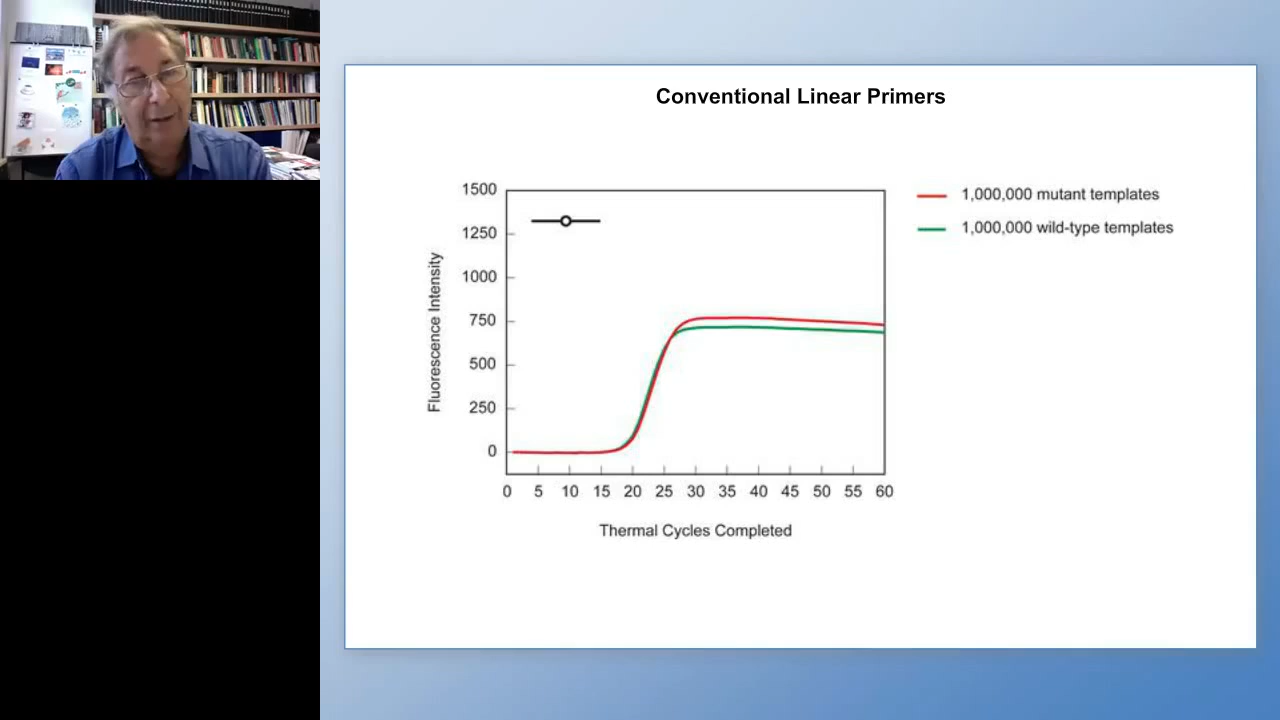 Conventional Linear Primers
1500
1250
1000
750
500
250
0
Fluorescence Intensity
0 5 10 15 20 25 30 35 40 45 50 55 60
Thermal Cycles Completed
1,000,000 mutant templates
1,000,000 wild-type templates